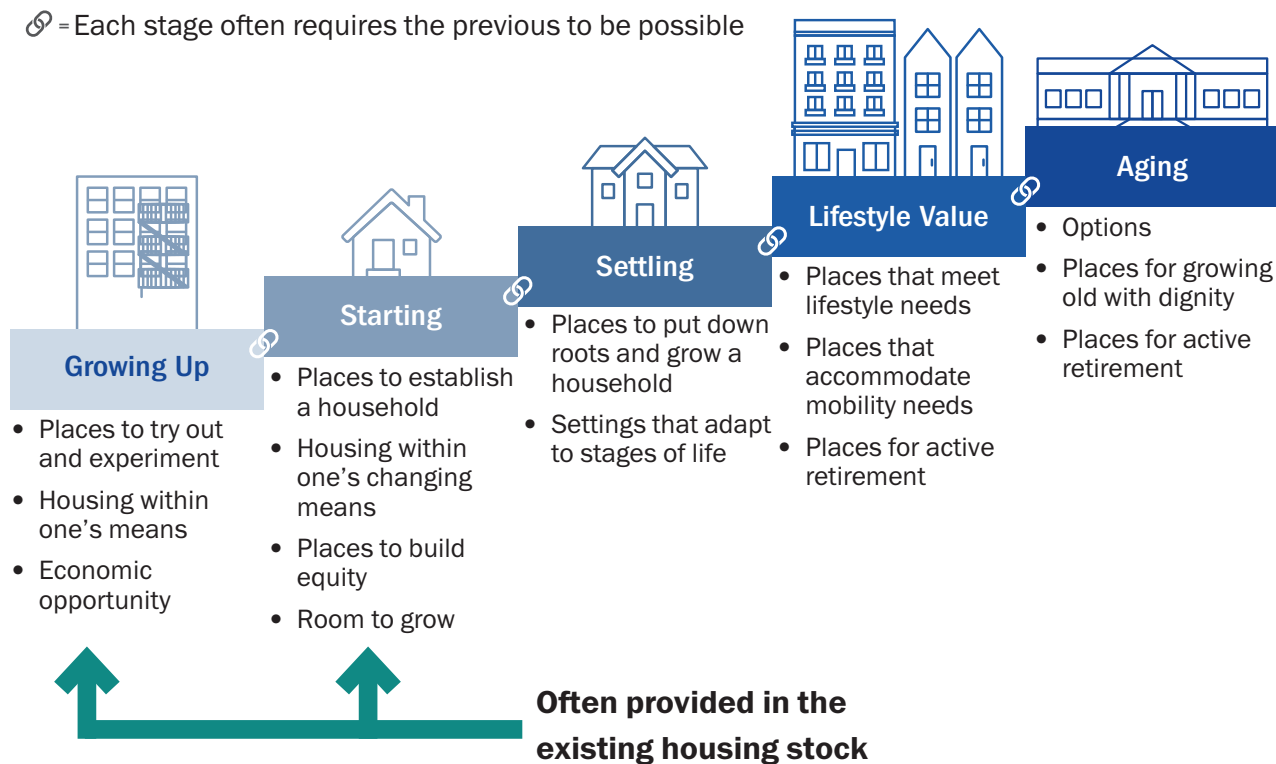 = Each stage often requires the previous to be possible
Growing Up
• Places to try out
and experiment
• Housing within
one’s means
• Economic
opportunity
Starting
• Places to establish
a household
• Housing within
one’s changing
means
• Places to build
equity
• Room to grow
Settling
• Places to put down
roots and grow a
household
• Settings that adapt
to stages of life
Lifestyle Value
• Places that meet
lifestyle needs
• Places that
accommodate
mobility needs
• Places for active
retirement
Aging
• Options
• Places for growing
old with dignity
• Places for active
retirement
Often provided in the
existing housing stock